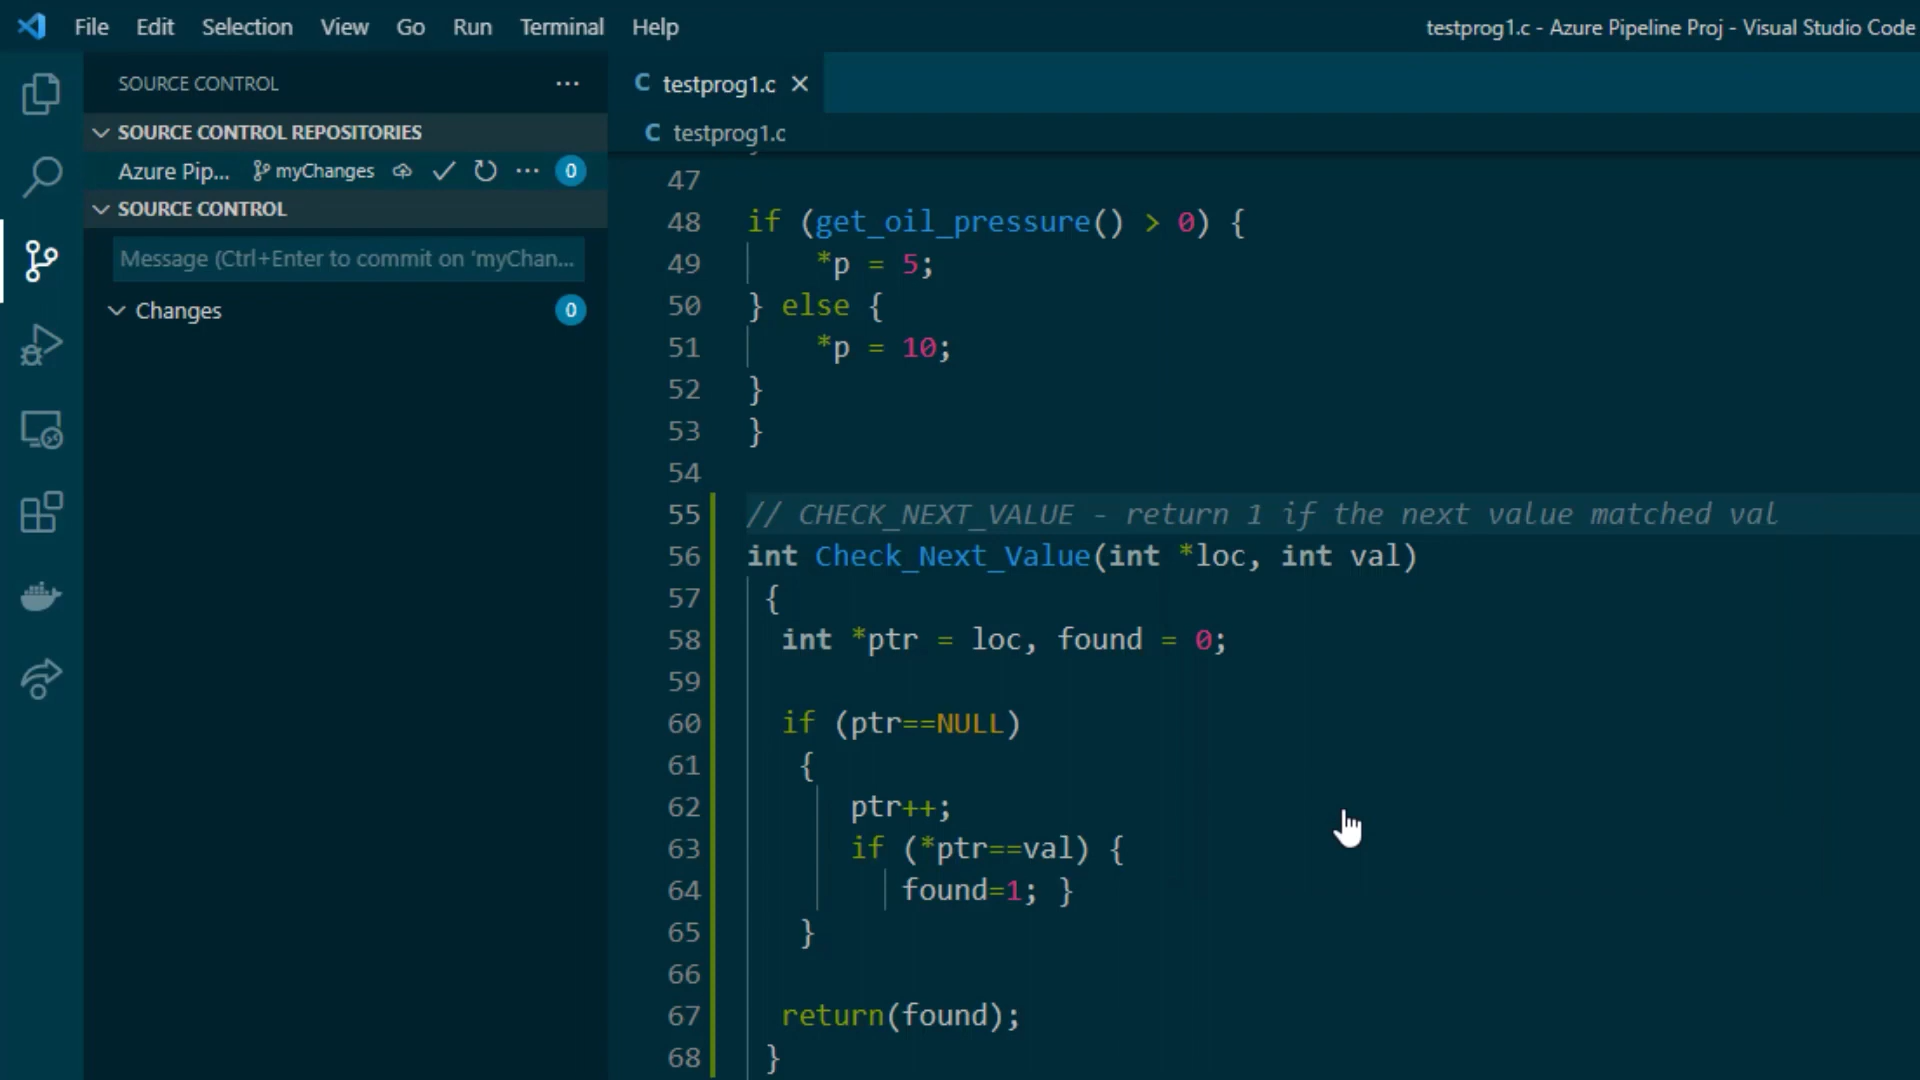 File Edit Selection View Go Run Terminal Help testprog1.c - Azure Pipeline Proj - Visual Studio Code
SOURCE CONTROL ···
SOURCE CONTROL REPOSITORIES
Azure Pip... myChanges ··· 0
SOURCE CONTROL
Message (Ctrl+Enter to commit on 'myChan...
Changes 0
C testprog1.c ×
C testprog1.c
47
48 if (get_oil_pressure() > 0) {
49 *p = 5;
50 } else {
51 *p = 10;
52 }
53 }
54
55 // CHECK_NEXT_VALUE - return 1 if the next value matched val
56 int Check_Next_Value(int *loc, int val)
57 {
58 int *ptr = loc, found = 0;
59
60 if (ptr==NULL)
61 {
62 ptr++;
63 if (*ptr==val) {
64 found=1; }
65 }
66
67 return(found);
68 }